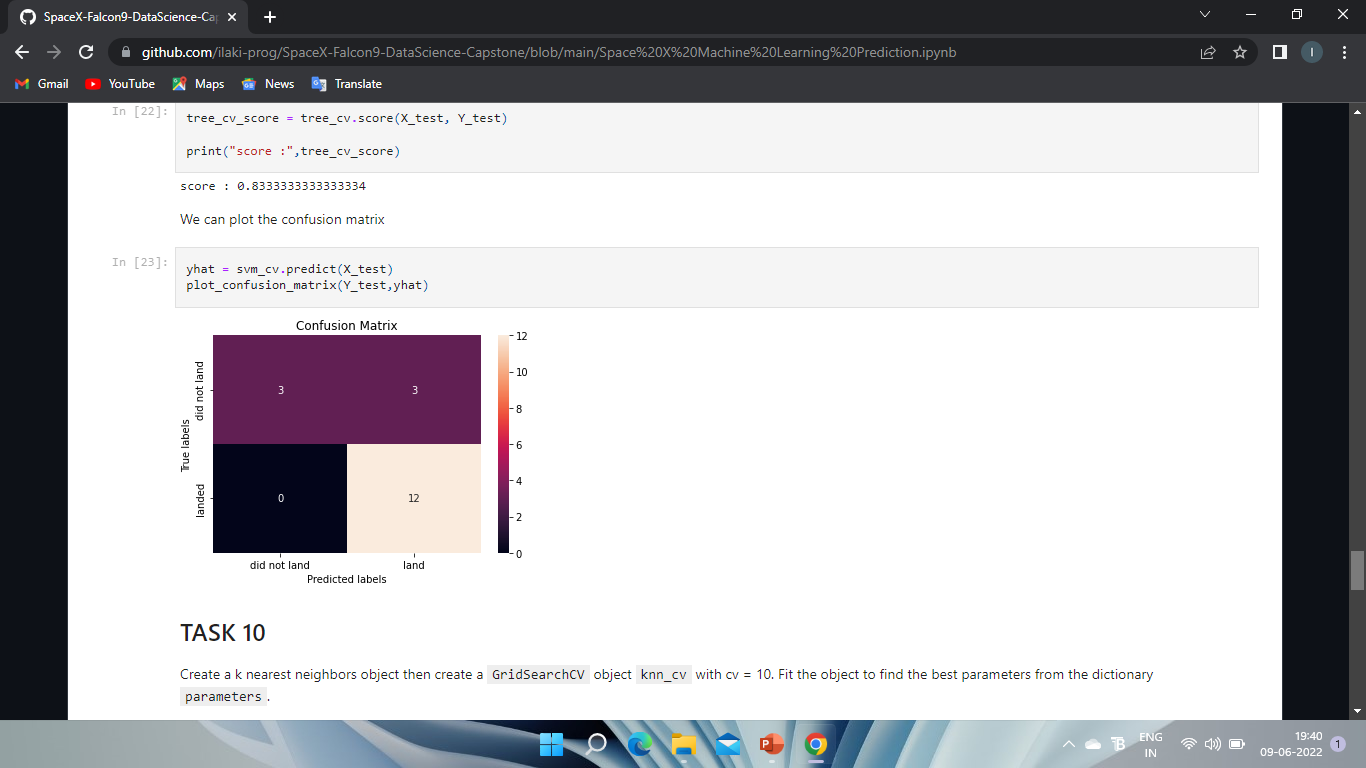 SpaceX-Falcon9-DataScience-Cap
github.com/ilaki-prog/SpaceX-Falcon9-DataScience-Capstone/blob/main/Space%20X%20Machine%20Learning%20Prediction.ipynb
I
Gmail YouTube Maps News Translate
In [22]:
tree_cv_score = tree_cv.score(X_test, Y_test)
print("score :",tree_cv_score)
score : 0.8333333333333334
We can plot the confusion matrix
In [23]:
yhat = svm_cv.predict(X_test)
plot_confusion_matrix(Y_test,yhat)
Confusion Matrix
True labels
did not land
landed
3 3
0 12
did not land land
Predicted labels
12
10
8
6
4
2
0
TASK 10
Create a k nearest neighbors object then create a GridSearchCV object knn_cv with cv = 10. Fit the object to find the best parameters from the dictionary
parameters .
ENG
IN
19:40
09-06-2022
1